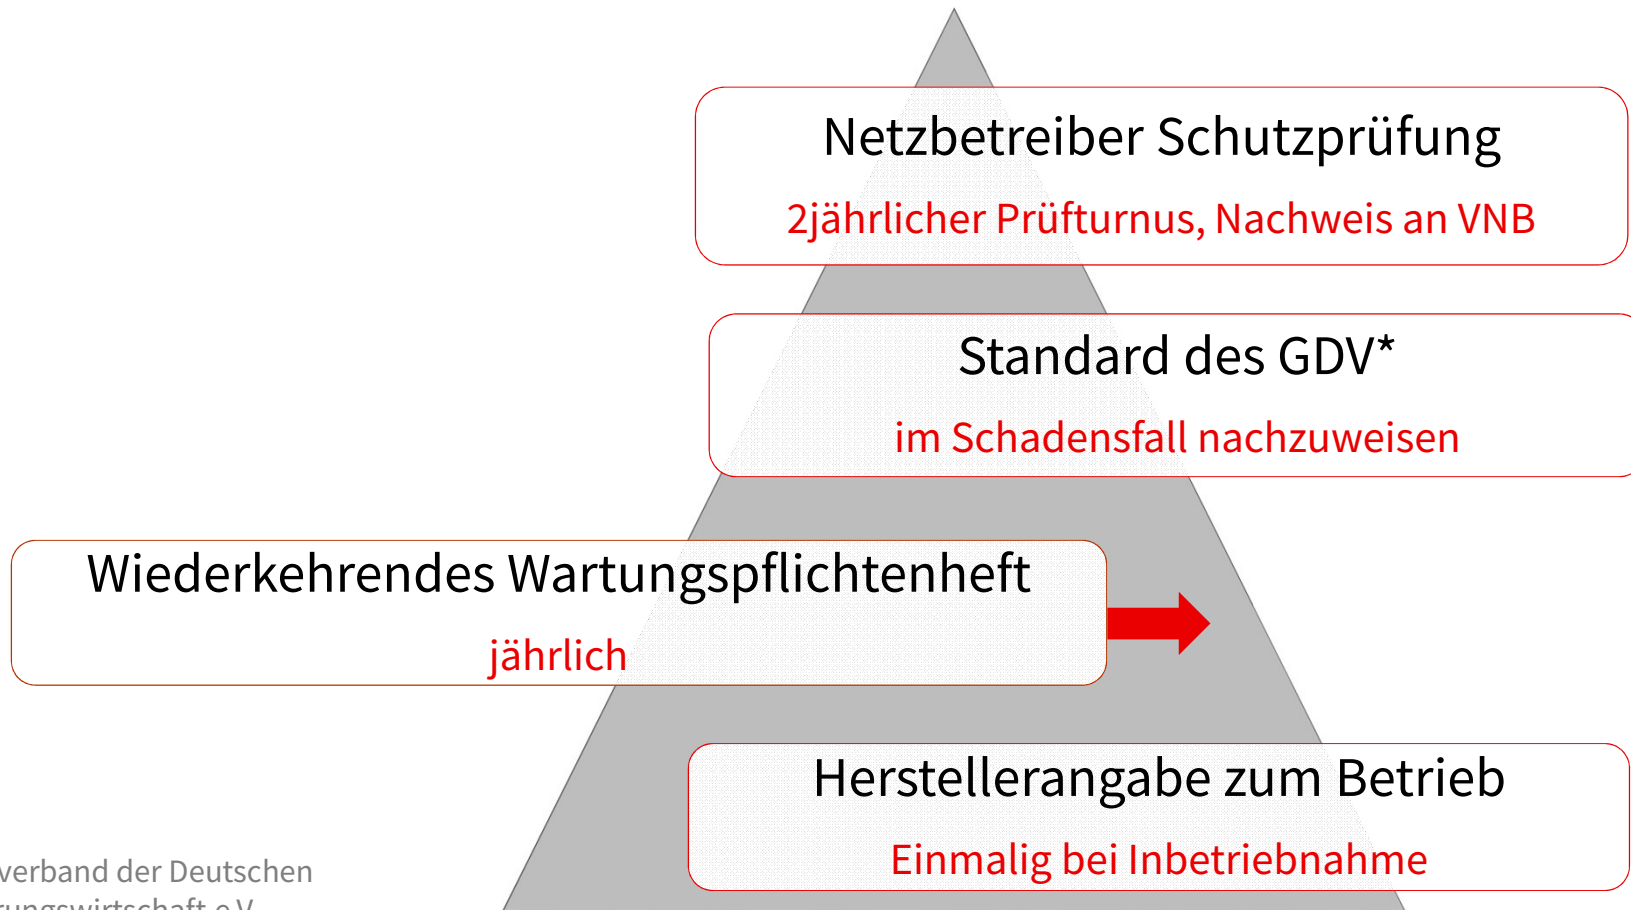 Netzbetreiber Schutzprüfung
2jährlicher Prüfturnus, Nachweis an VNB
Standard des GDV*
im Schadensfall nachzuweisen
Wiederkehrendes Wartungspflichtenheft
jährlich
Herstellerangabe zum Betrieb
Einmalig bei Inbetriebnahme
verband der Deutschen
rungswirtschaft e.V.